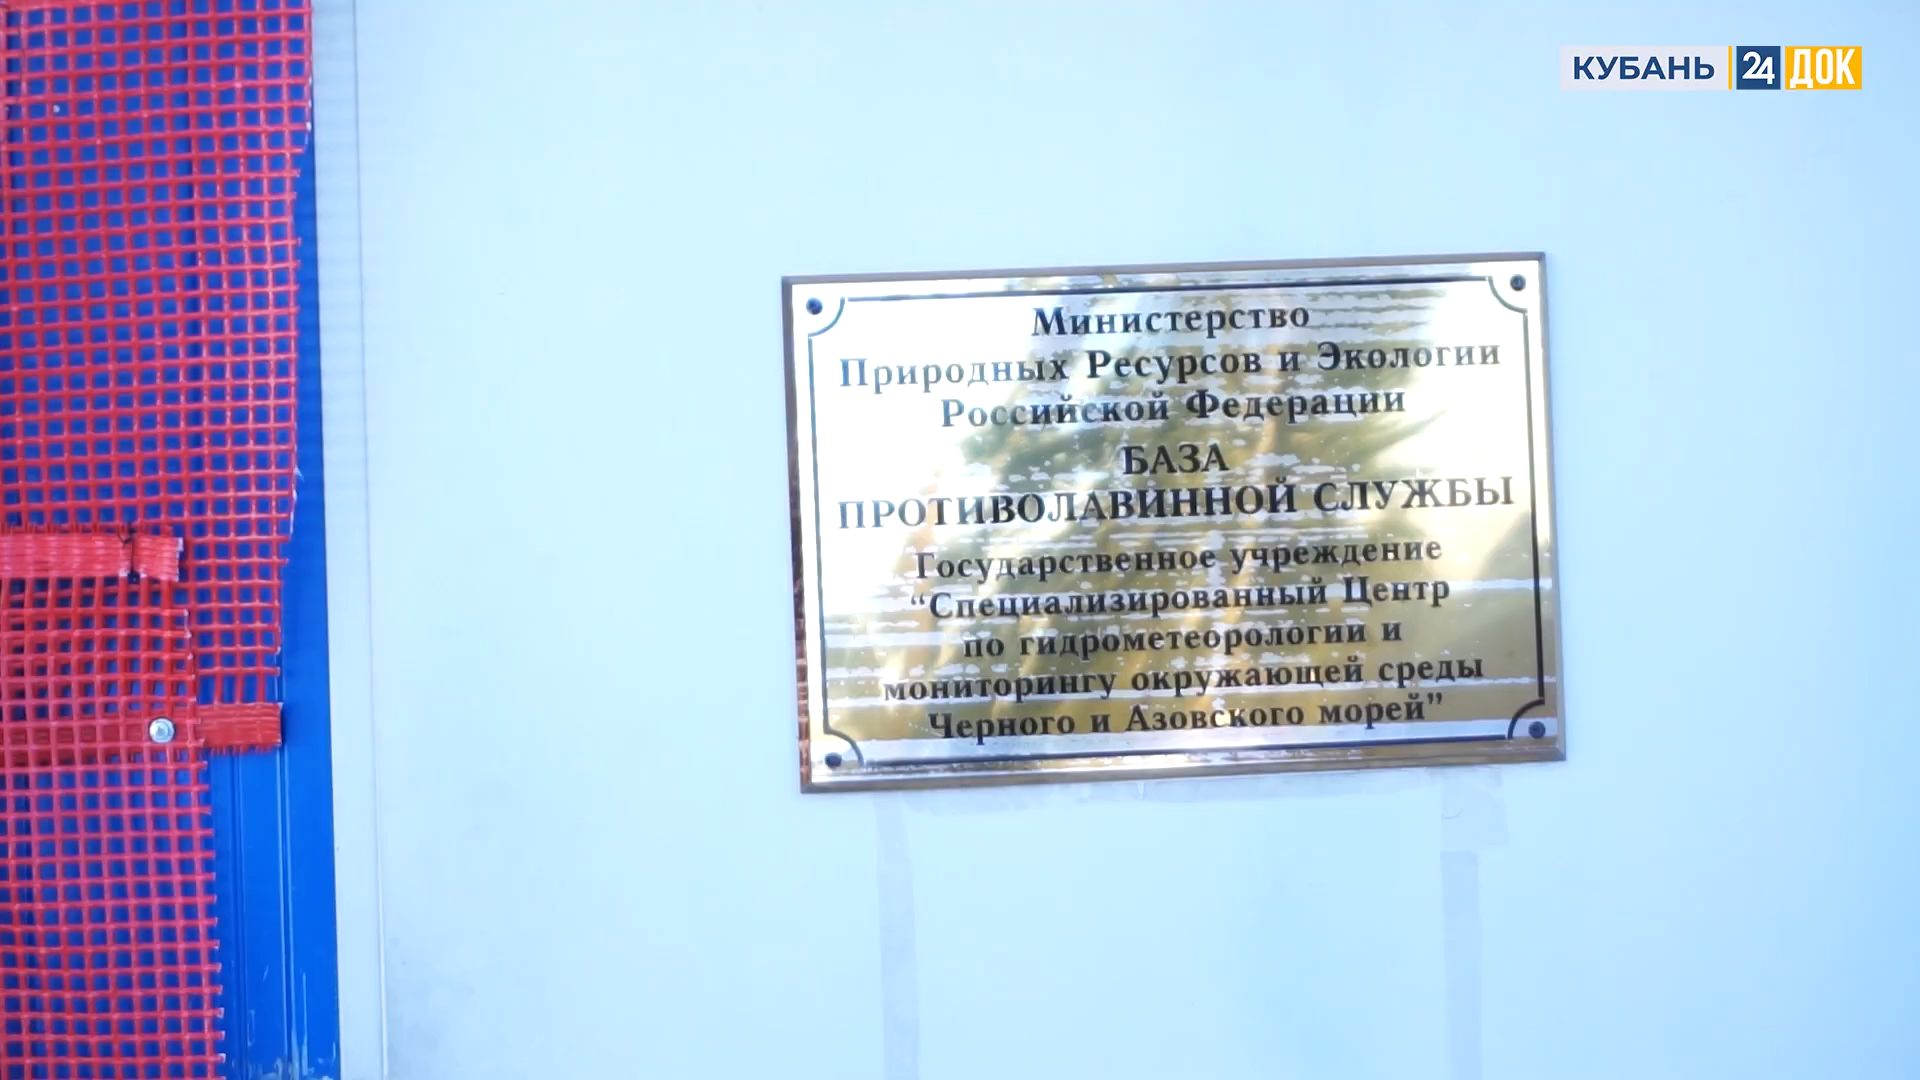 КУБАНЬ 24 ДОК
Министерство
Природных Ресурсов и Экологии
Российской Федерации
БАЗА
ПРОТИВОЛАВИННОЙ СЛУЖБЫ
Государственное учреждение
“Специализированный Центр
по гидрометеорологии и
мониторингу окружающей среды
Черного и Азовского морей”